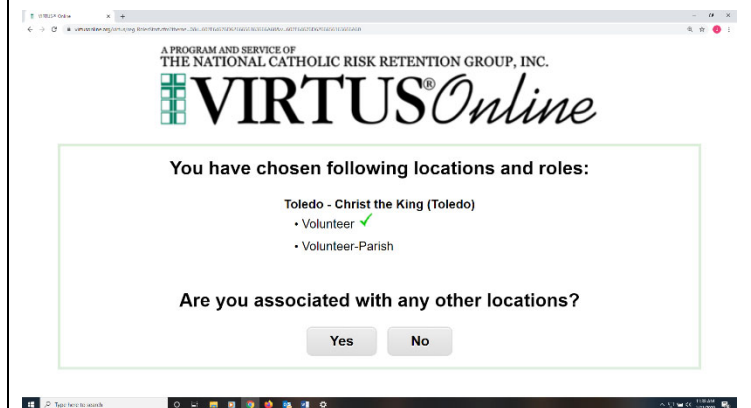 VIRTUS® Online
A PROGRAM AND SERVICE OF
THE NATIONAL CATHOLIC RISK RETENTION GROUP, INC.
VIRTUS®Online
You have chosen following locations and roles:
Toledo - Christ the King (Toledo)
• Volunteer
• Volunteer-Parish
Are you associated with any other locations?
Yes No
Type here to search